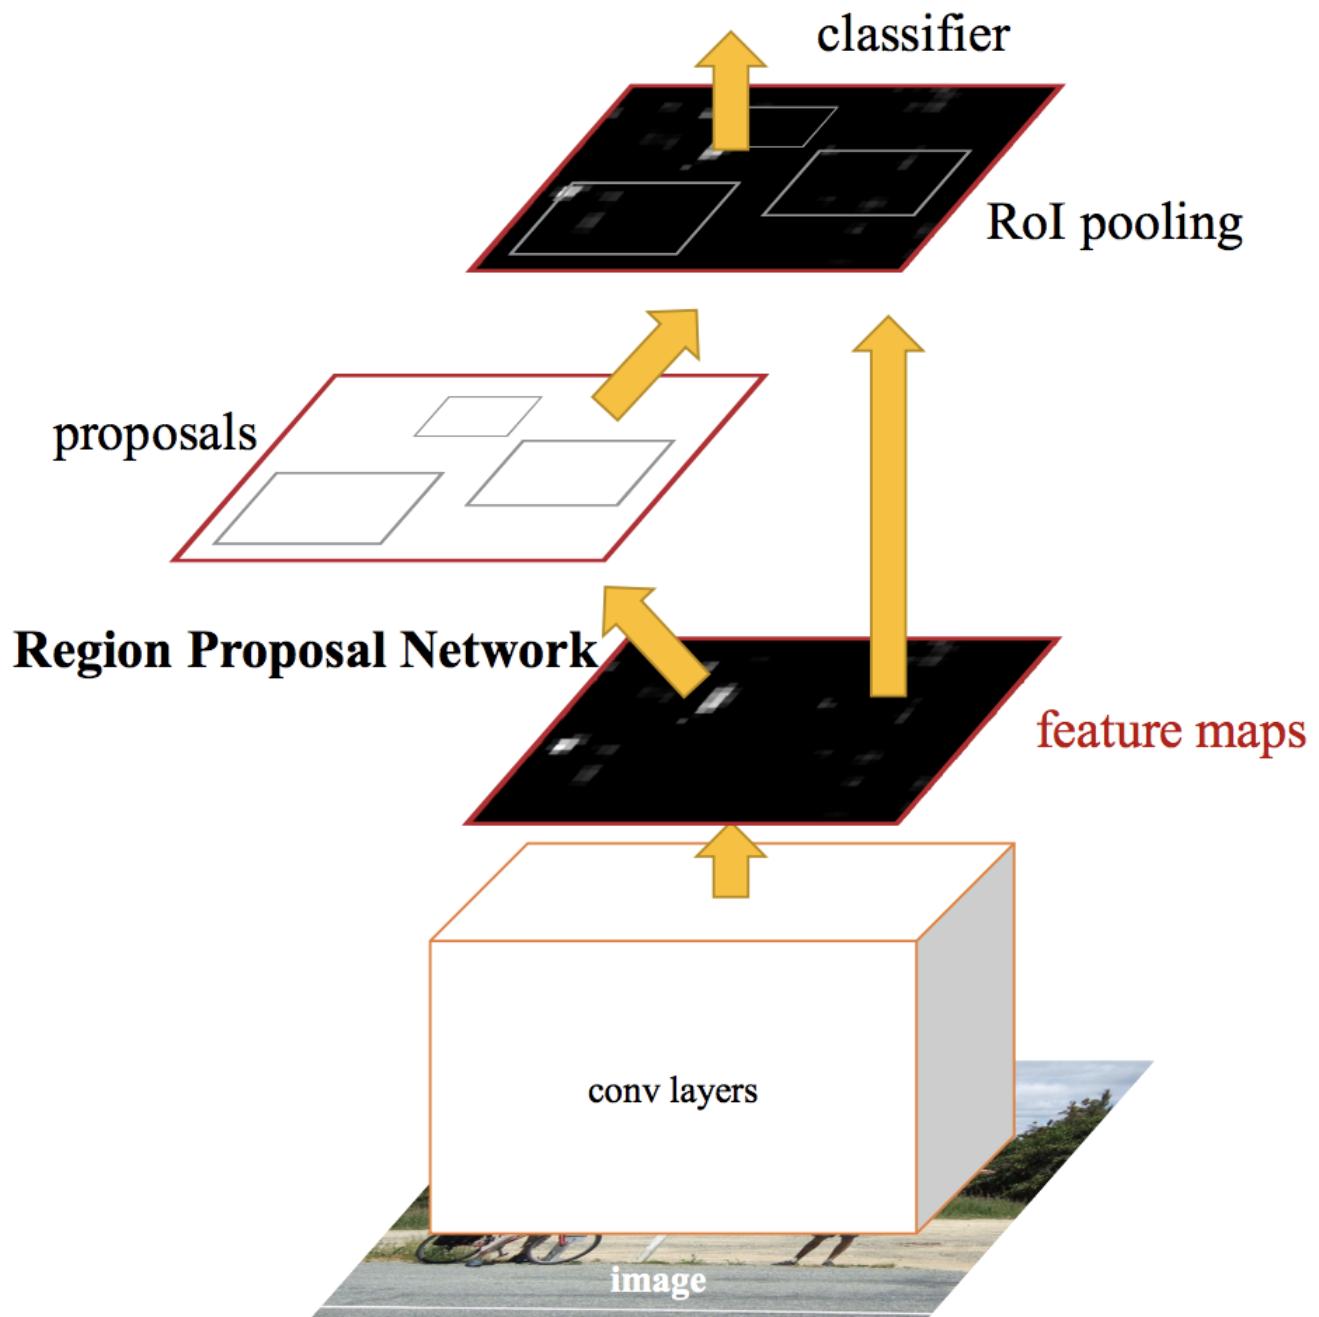 classifier
RoI pooling
proposals
Region Proposal Network
feature maps
conv layers
image